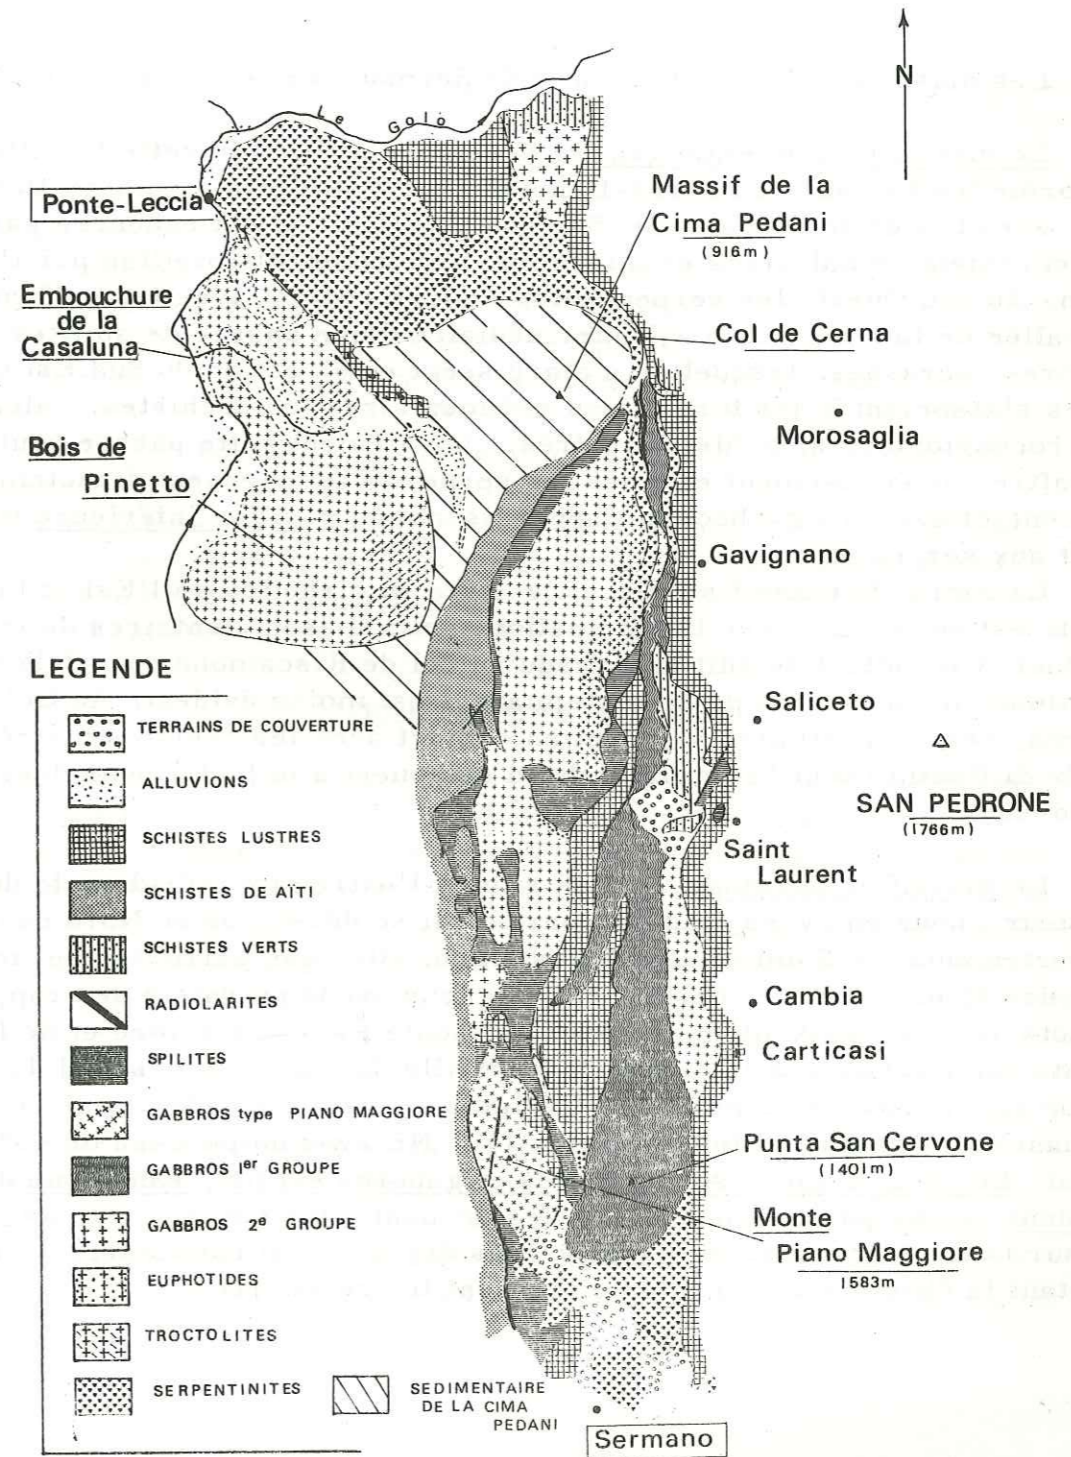 Le Golo
N
Ponte-Leccia
Massif de la
Cima Pedani
(916m)
Embouchure
de la
Casaluna
Col de Cerna
Morosaglia
Bois de
Pinetto
Gavignano
Saliceto
SAN PEDRONE
(1766m)
Saint
Laurent
Cambia
Carticasi
Punta San Cervone
(1401m)
Monte
Piano Maggiore
1583m
Sermano
LEGENDE
TERRAINS DE COUVERTURE
ALLUVIONS
SCHISTES LUSTRES
SCHISTES DE AÏTI
SCHISTES VERTS
RADIOLARITES
SPILITES
GABBROS type PIANO MAGGIORE
GABBROS 1er GROUPE
GABBROS 2e GROUPE
EUPHOTIDES
TROCTOLITES
SERPENTINITES
SEDIMENTAIRE
DE LA CIMA
PEDANI